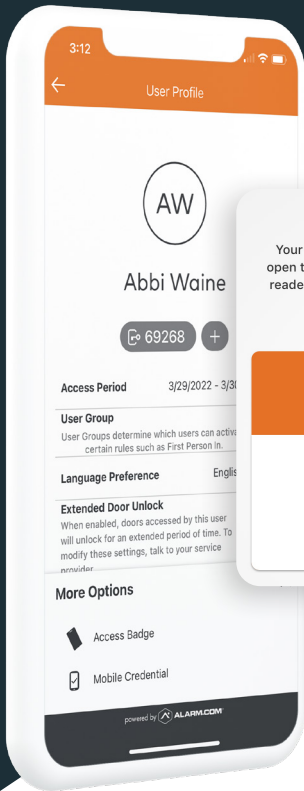 3:12
User Profile
AW
Abbi Waine
69268 +
Access Period 3/29/2022 - 3/30
User Group
User Groups determine which users can activa
certain rules such as First Person In.
Language Preference Englis
Extended Door Unlock
When enabled, doors accessed by this user
will unlock for an extended period of time. To
modify these settings, talk to your service
provider
More Options
Access Badge
Mobile Credential
powered by ALARM.COM
Your
open t
reade